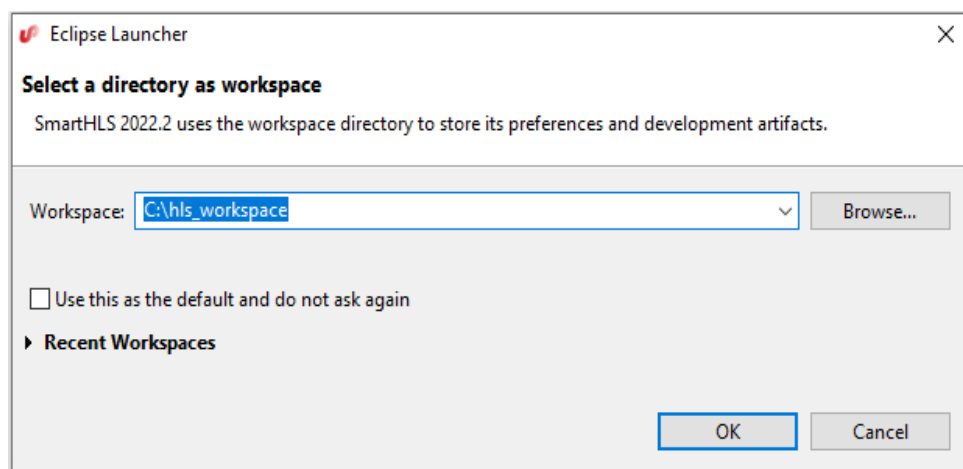 Eclipse Launcher
Select a directory as workspace
SmartHLS 2022.2 uses the workspace directory to store its preferences and development artifacts.
Workspace: C:\hls_workspace Browse...
Use this as the default and do not ask again
Recent Workspaces
OK Cancel